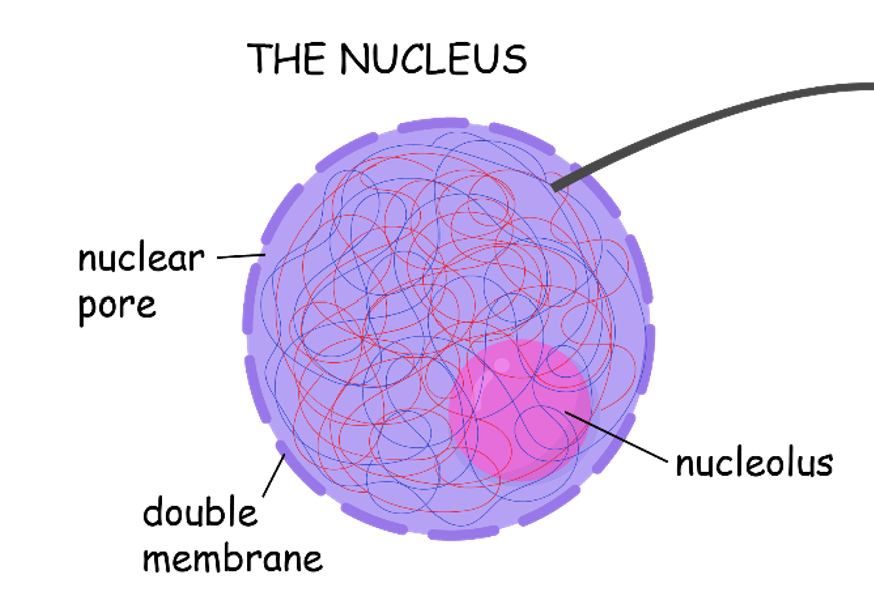 THE NUCLEUS
nuclear
pore
nucleolus
double
membrane